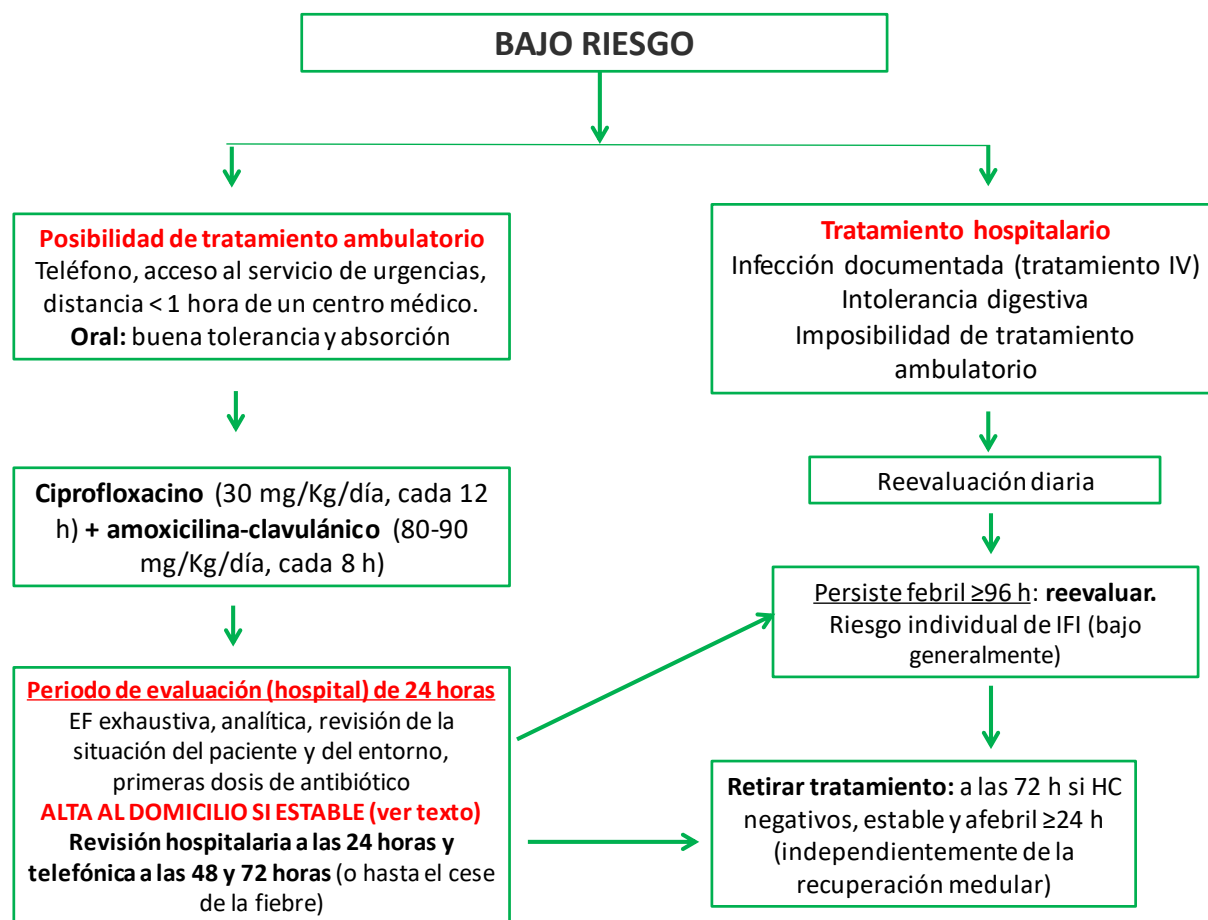 BAJO RIESGO
Posibilidad de tratamiento ambulatorio
Teléfono, acceso al servicio de urgencias,
distancia < 1 hora de un centro médico.
Oral: buena tolerancia y absorción
Ciprofloxacino (30 mg/Kg/día, cada 12
h) + amoxicilina-clavulánico (80-90
mg/Kg/día, cada 8 h)
Periodo de evaluación (hospital) de 24 horas
EF exhaustiva, analítica, revisión de la
situación del paciente y del entorno,
primeras dosis de antibiótico
ALTA AL DOMICILIO SI ESTABLE (ver texto)
Revisión hospitalaria a las 24 horas y
telefónica a las 48 y 72 horas (o hasta el cese
de la fiebre)
Tratamiento hospitalario
Infección documentada (tratamiento IV)
Intolerancia digestiva
Imposibilidad de tratamiento
ambulatorio
Reevaluación diaria
Persiste febril ≥96 h: reevaluar.
Riesgo individual de IFI (bajo
generalmente)
Retirar tratamiento: a las 72 h si HC
negativos, estable y afebril ≥24 h
(independientemente de la
recuperación medular)